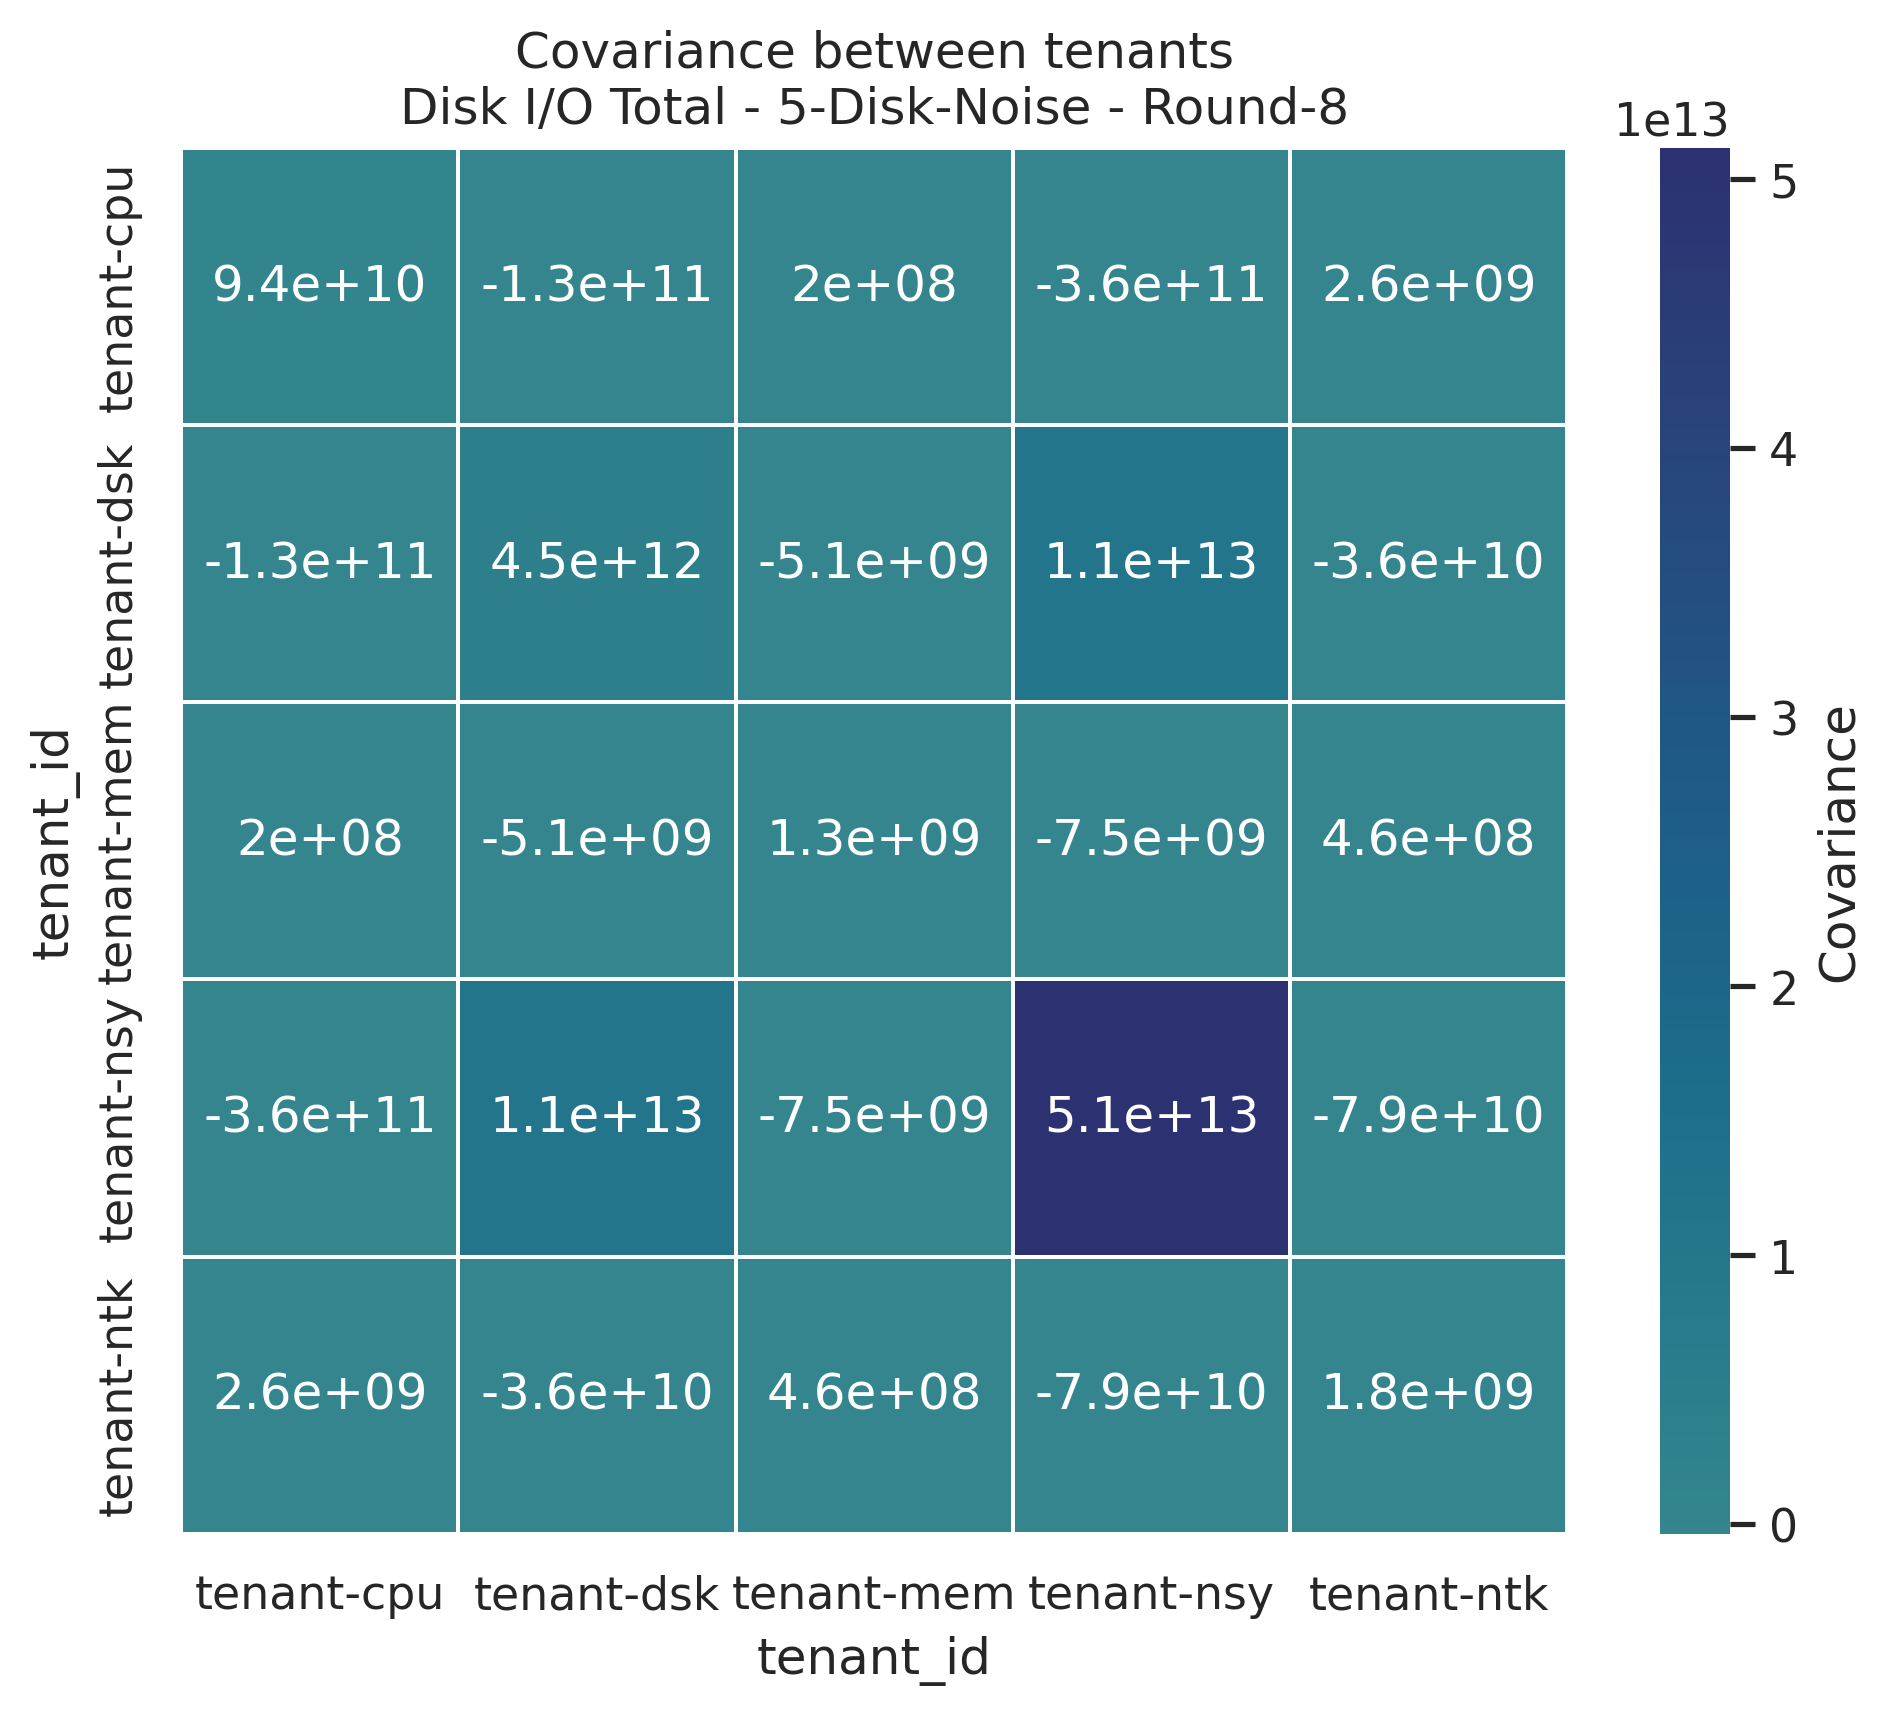 Covariance between tenants
Disk I/O Total - 5-Disk-Noise - Round-8
1e13
tenant_id
tenant-cpu
9.4e+10 -1.3e+11 2e+08 -3.6e+11 2.6e+09
tenant-dsk
-1.3e+11 4.5e+12 -5.1e+09 1.1e+13 -3.6e+10
tenant-mem
2e+08 -5.1e+09 1.3e+09 -7.5e+09 4.6e+08
tenant-nsy
-3.6e+11 1.1e+13 -7.5e+09 5.1e+13 -7.9e+10
tenant-ntk
2.6e+09 -3.6e+10 4.6e+08 -7.9e+10 1.8e+09
tenant-cpu tenant-dsk tenant-mem tenant-nsy tenant-ntk
tenant_id
5
4
3
2
1
0
Covariance